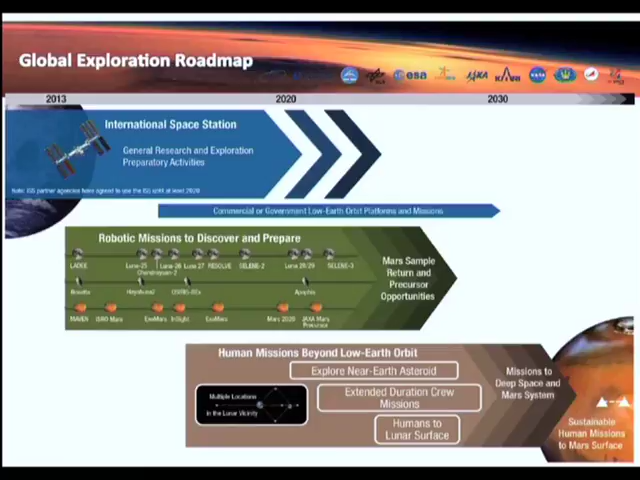 Global Exploration Roadmap
esa
2013
2020
2030
International Space Station
General Research and Exploration
Preparatory Activities
Note: ISS partner agencies have agreed to use the ISS until at least 2020
Commercial or Government Low-Earth Orbit Platforms and Missions
Robotic Missions to Discover and Prepare
LADEE
Luna-25
Luna-26
Luna 27
RESOLVE
SELENE-2
Luna 28/29
SELENE-3
Chandrayaan-2
Rosetta
Hayabusa2
OSIRIS-REx
Apophis
MAVEN
ISRO Mars
ExoMars
InSight
ExoMars
Mars 2020
JAXA Mars
Precursor
Mars Sample
Return and
Precursor
Opportunities
Human Missions Beyond Low-Earth Orbit
Explore Near-Earth Asteroid
Multiple Locations
in the Lunar Vicinity
Extended Duration Crew
Missions
Humans to
Lunar Surface
Missions to
Deep Space and
Mars System
Sustainable
Human Missions
to Mars Surface